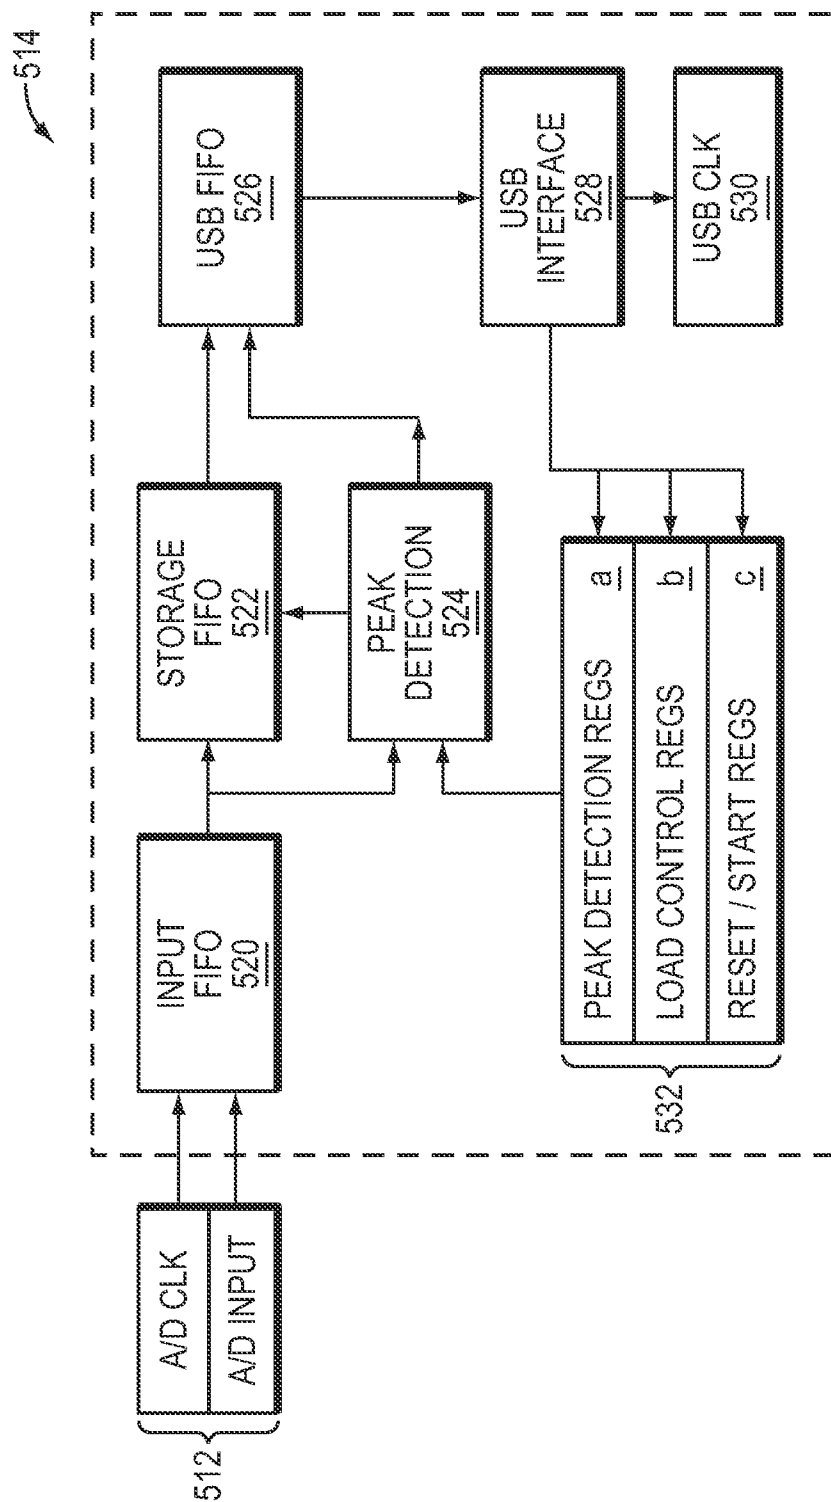 514
512
A/D CLK
A/D INPUT
INPUT
FIFO
520
STORAGE
FIFO
522
PEAK
DETECTION
524
USB FIFO
526
USB
INTERFACE
528
USB CLK
530
532
PEAK DETECTION REGS a
LOAD CONTROL REGS b
RESET / START REGS c